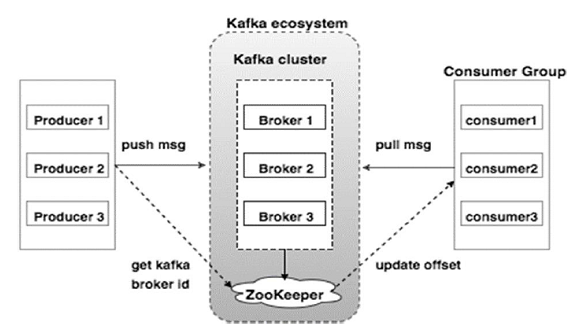 Kafka ecosystem
Kafka cluster
Consumer Group
Producer 1
Broker 1
consumer1
push msg
pull msg
Producer 2
Broker 2
consumer2
Producer 3
Broker 3
consumer3
get kafka
broker id
update offset
ZooKeeper